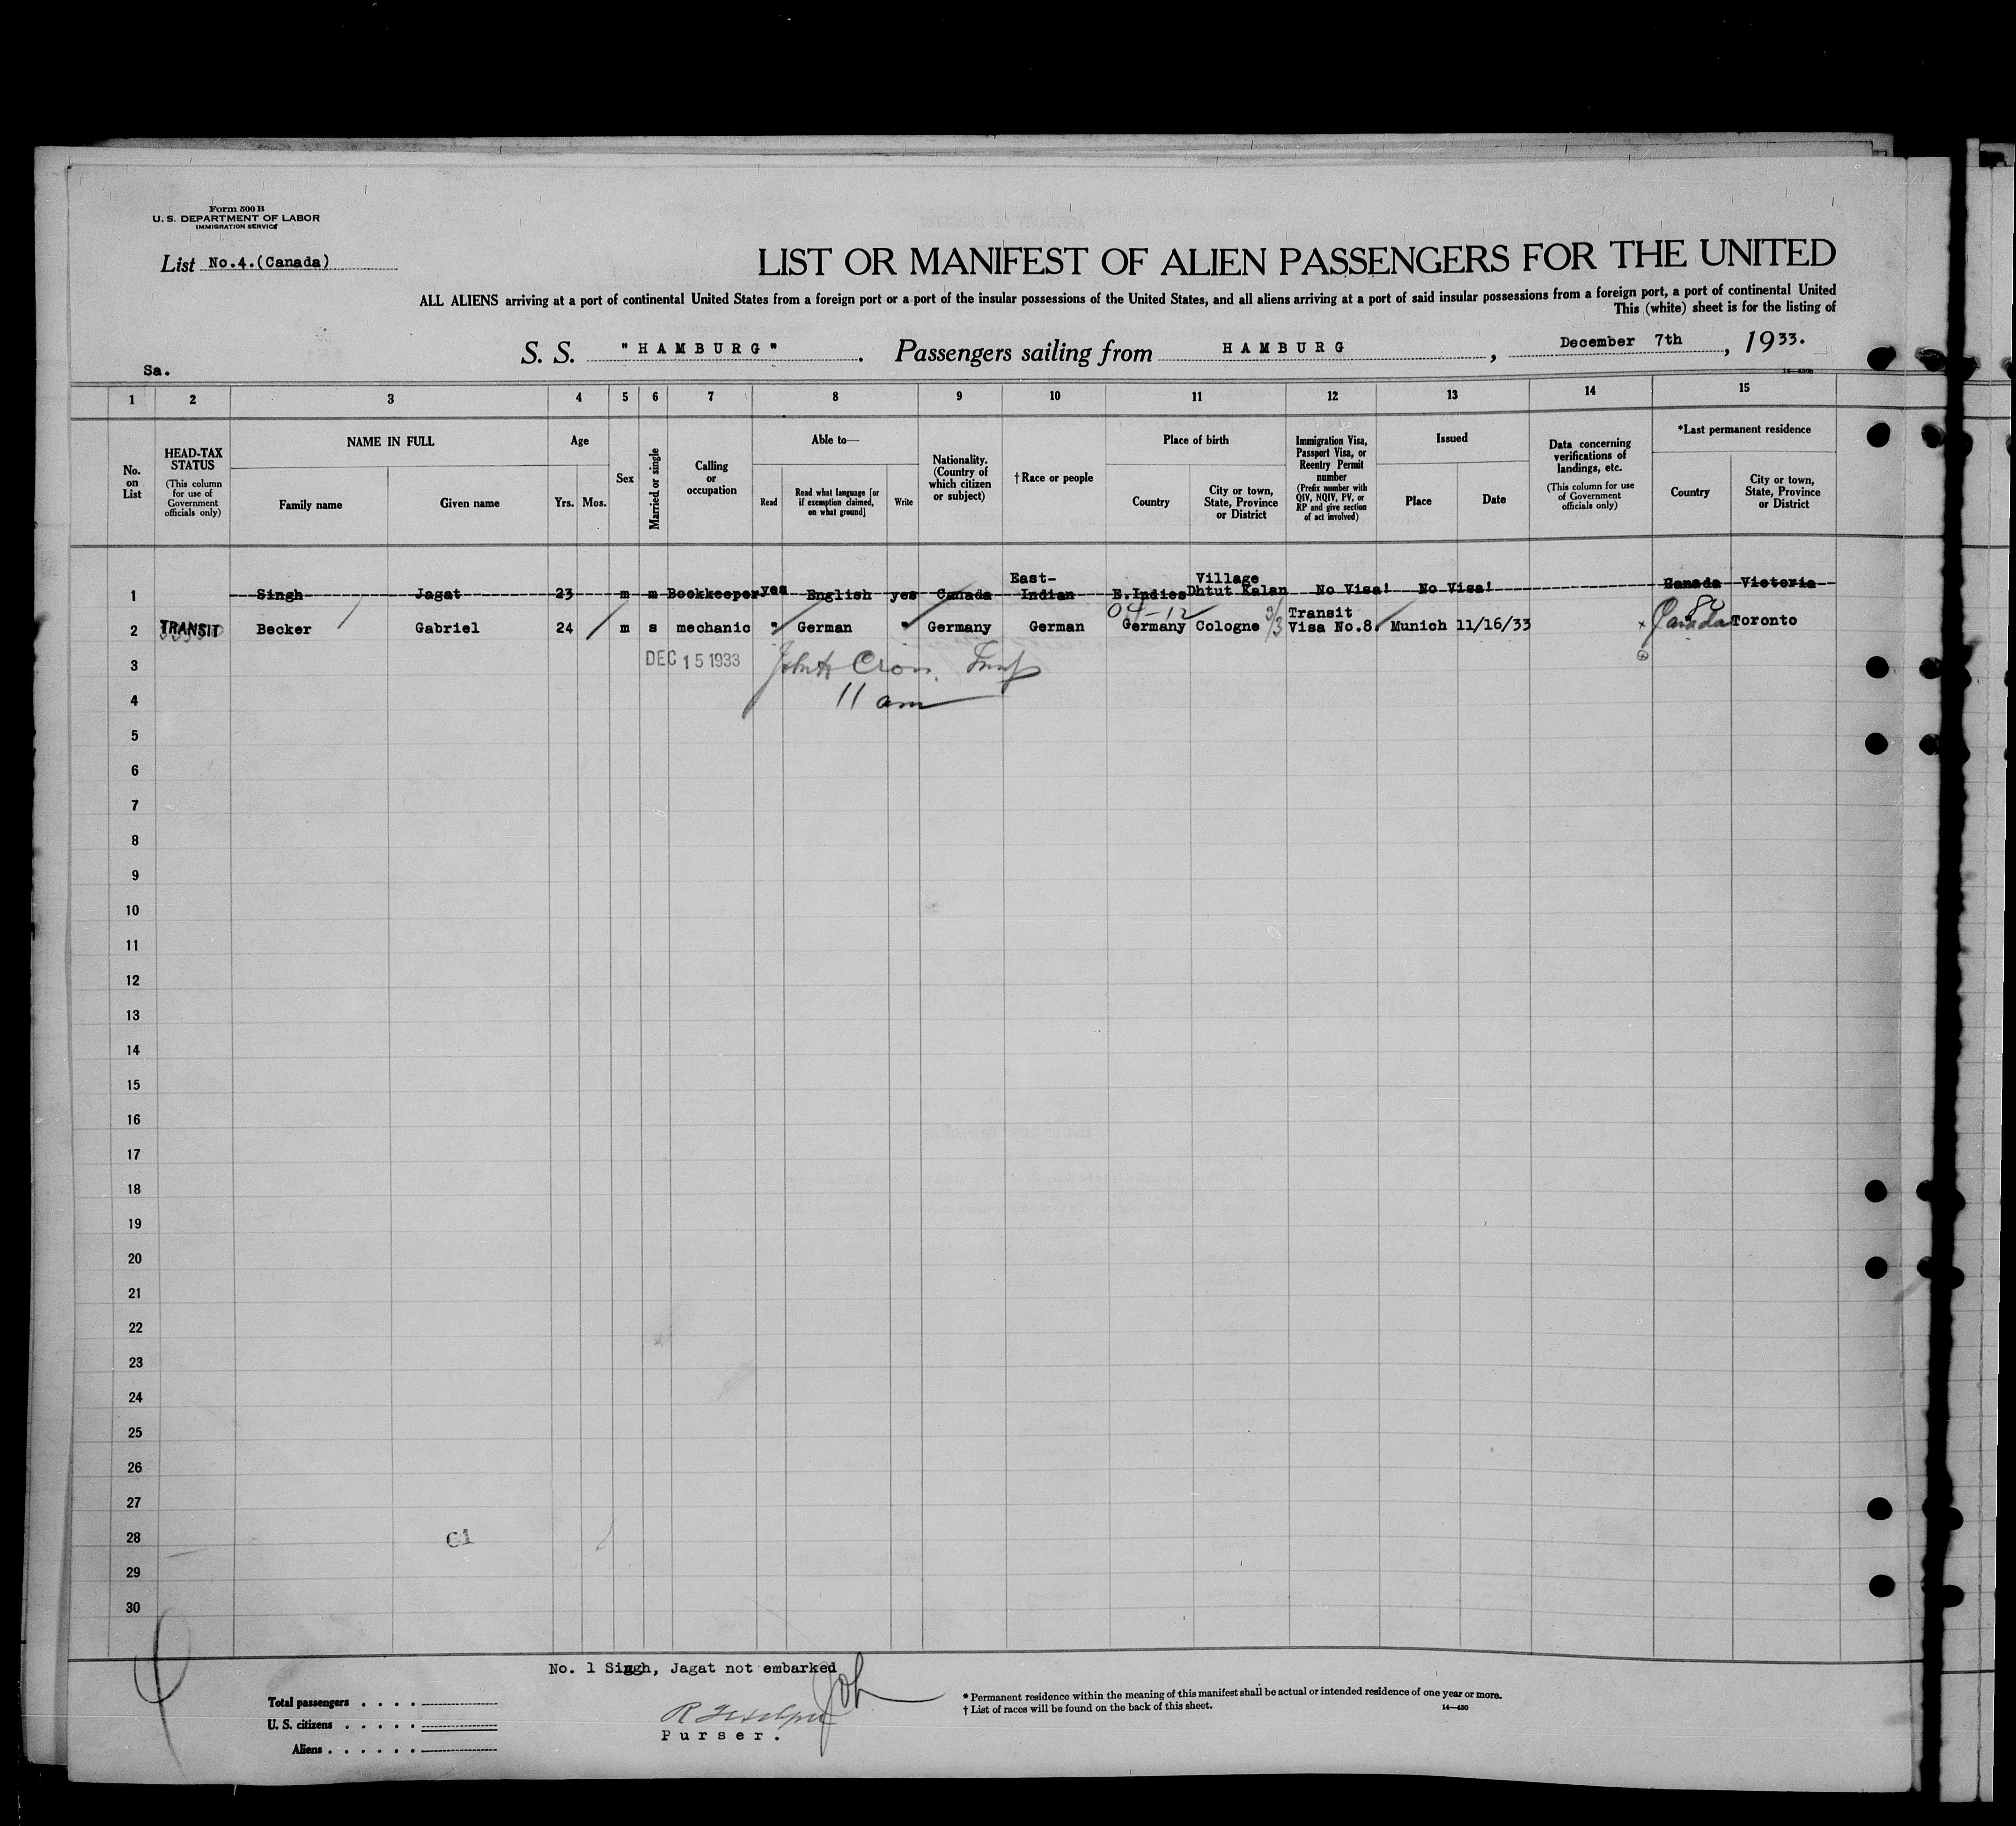 Form 500 B
U. S. DEPARTMENT OF LABOR
IMMIGRATION SERVICE
List No.4.(Canada)
LIST OR MANIFEST OF ALIEN PASSENGERS FOR THE UNITED
ALL ALIENS arriving at a port of continental United States from a foreign port or a port of the insular possessions of the United States, and all aliens arriving at a port of said insular possessions from a foreign port, a port of continental United
This (white) sheet is for the listing of
S. S. "HAMBURG". Passengers sailing from HAMBURG, December 7th, 1933.
Sa.
1 2 3 4 5 6 7 8 9 10 11 12 13 14 15
No. on List
HEAD-TAX STATUS (This column for use of Government officials only)
NAME IN FULL
Family name Given name
Age
Yrs. Mos.
Sex
Married or single
Calling or occupation
Able to—
Read
Read what language [or if exemption claimed, on what ground]
Write
Nationality. (Country of which citizen or subject)
† Race or people
Place of birth
Country
City or town, State, Province or District
Immigration Visa, Passport Visa, or Reentry Permit number (Prefix number with QIV, NQIV, PV, or RP and give section of act involved)
Issued
Place Date
Data concerning verifications of landings, etc. (This column for use of Government officials only)
*Last permanent residence
Country
City or town, State, Province or District
1 Singh Jagat 23 m m Bookkeeper yes English yes Canada East-Indian E.Indies Village Dhtut Kalan No Visa! No Visa! Canada Victoria
04-12
2 TRANSIT Becker Gabriel 24 m s mechanic " German " Germany German Germany Cologne 3/3 Transit Visa No.8. Munich 11/16/33 x Canada Toronto
3 DEC 15 1933
4 11 am
5
6
7
8
9
10
11
12
13
14
15
16
17
18
19
20
21
22
23
24
25
26
27
28 61
29
30
No. 1 Singh, Jagat not embarked
Total passengers . . . .
U. S. citizens . . . . .
Aliens . . . . . .
Purser.
* Permanent residence within the meaning of this manifest shall be actual or intended residence of one year or more.
† List of races will be found on the back of this sheet.
14—430